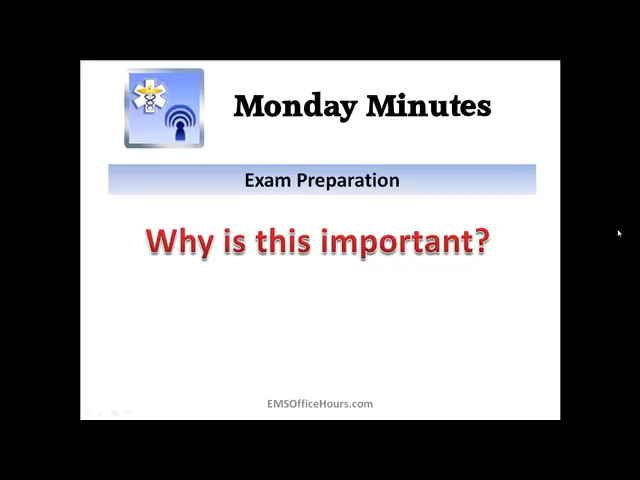 Monday Minutes
Exam Preparation
Why is this important?
EMSOfficeHours.com